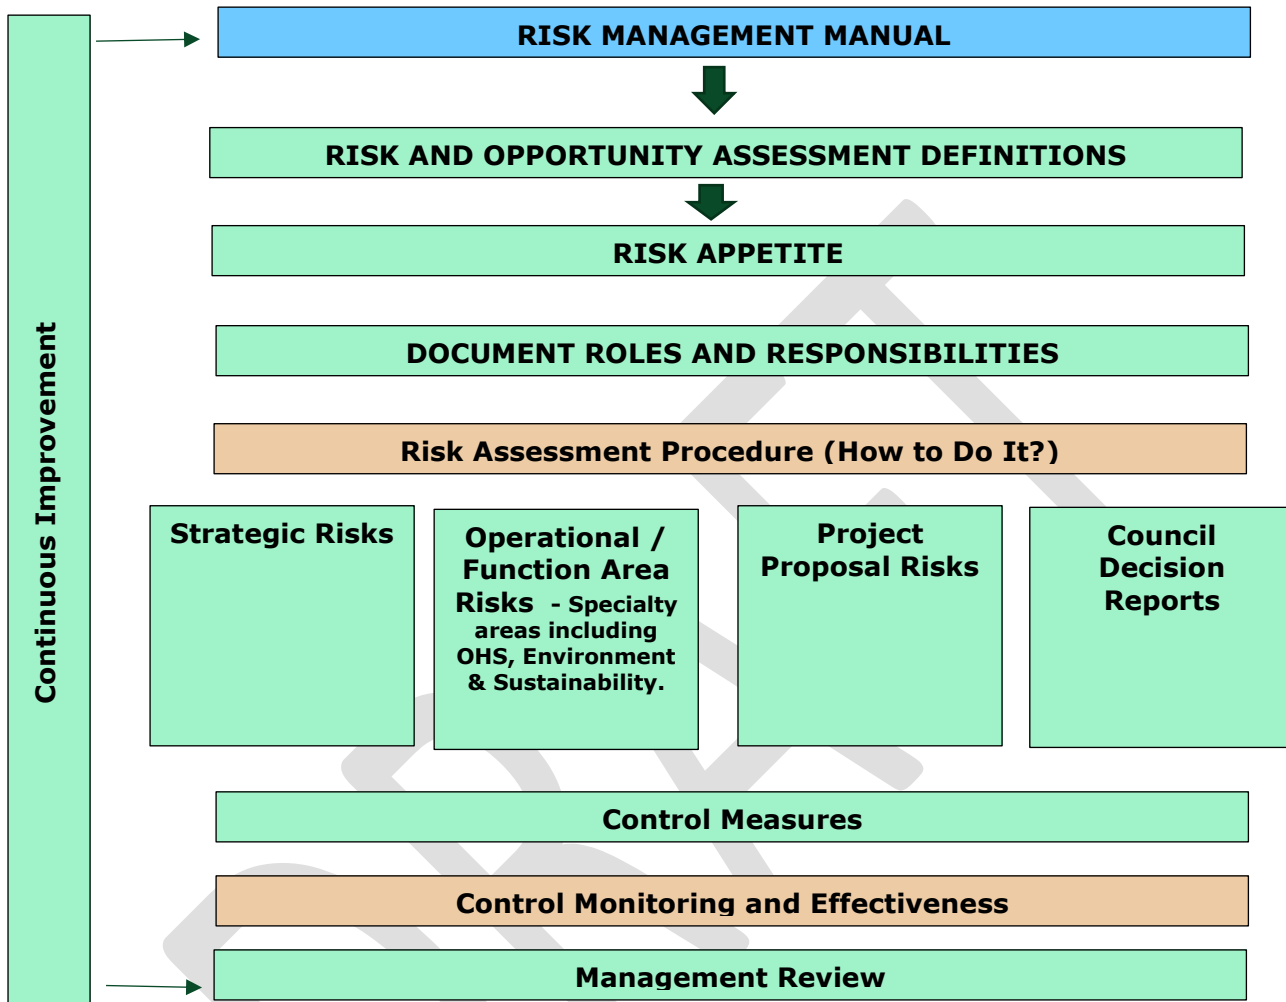 RISK MANAGEMENT MANUAL
RISK AND OPPORTUNITY ASSESSMENT DEFINITIONS
RISK APPETITE
DOCUMENT ROLES AND RESPONSIBILITIES
Risk Assessment Procedure (How to Do It?)
Continuous Improvement
Strategic Risks
Operational /
Function Area
Risks - Specialty
areas including
OHS, Environment
& Sustainability.
Project
Proposal Risks
Council
Decision
Reports
Control Measures
Control Monitoring and Effectiveness
Management Review
DRAFT